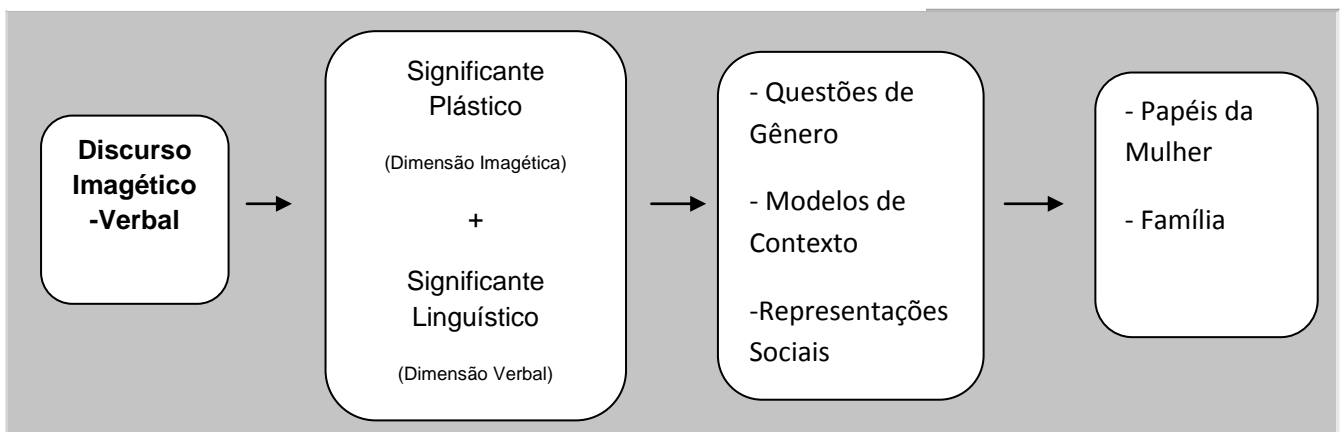 Discurso
Imagético
-Verbal
Significante
Plástico
(Dimensão Imagética)
+
Significante
Linguístico
(Dimensão Verbal)
- Questões de
Gênero
- Modelos de
Contexto
-Representações
Sociais
- Papéis da
Mulher
- Família